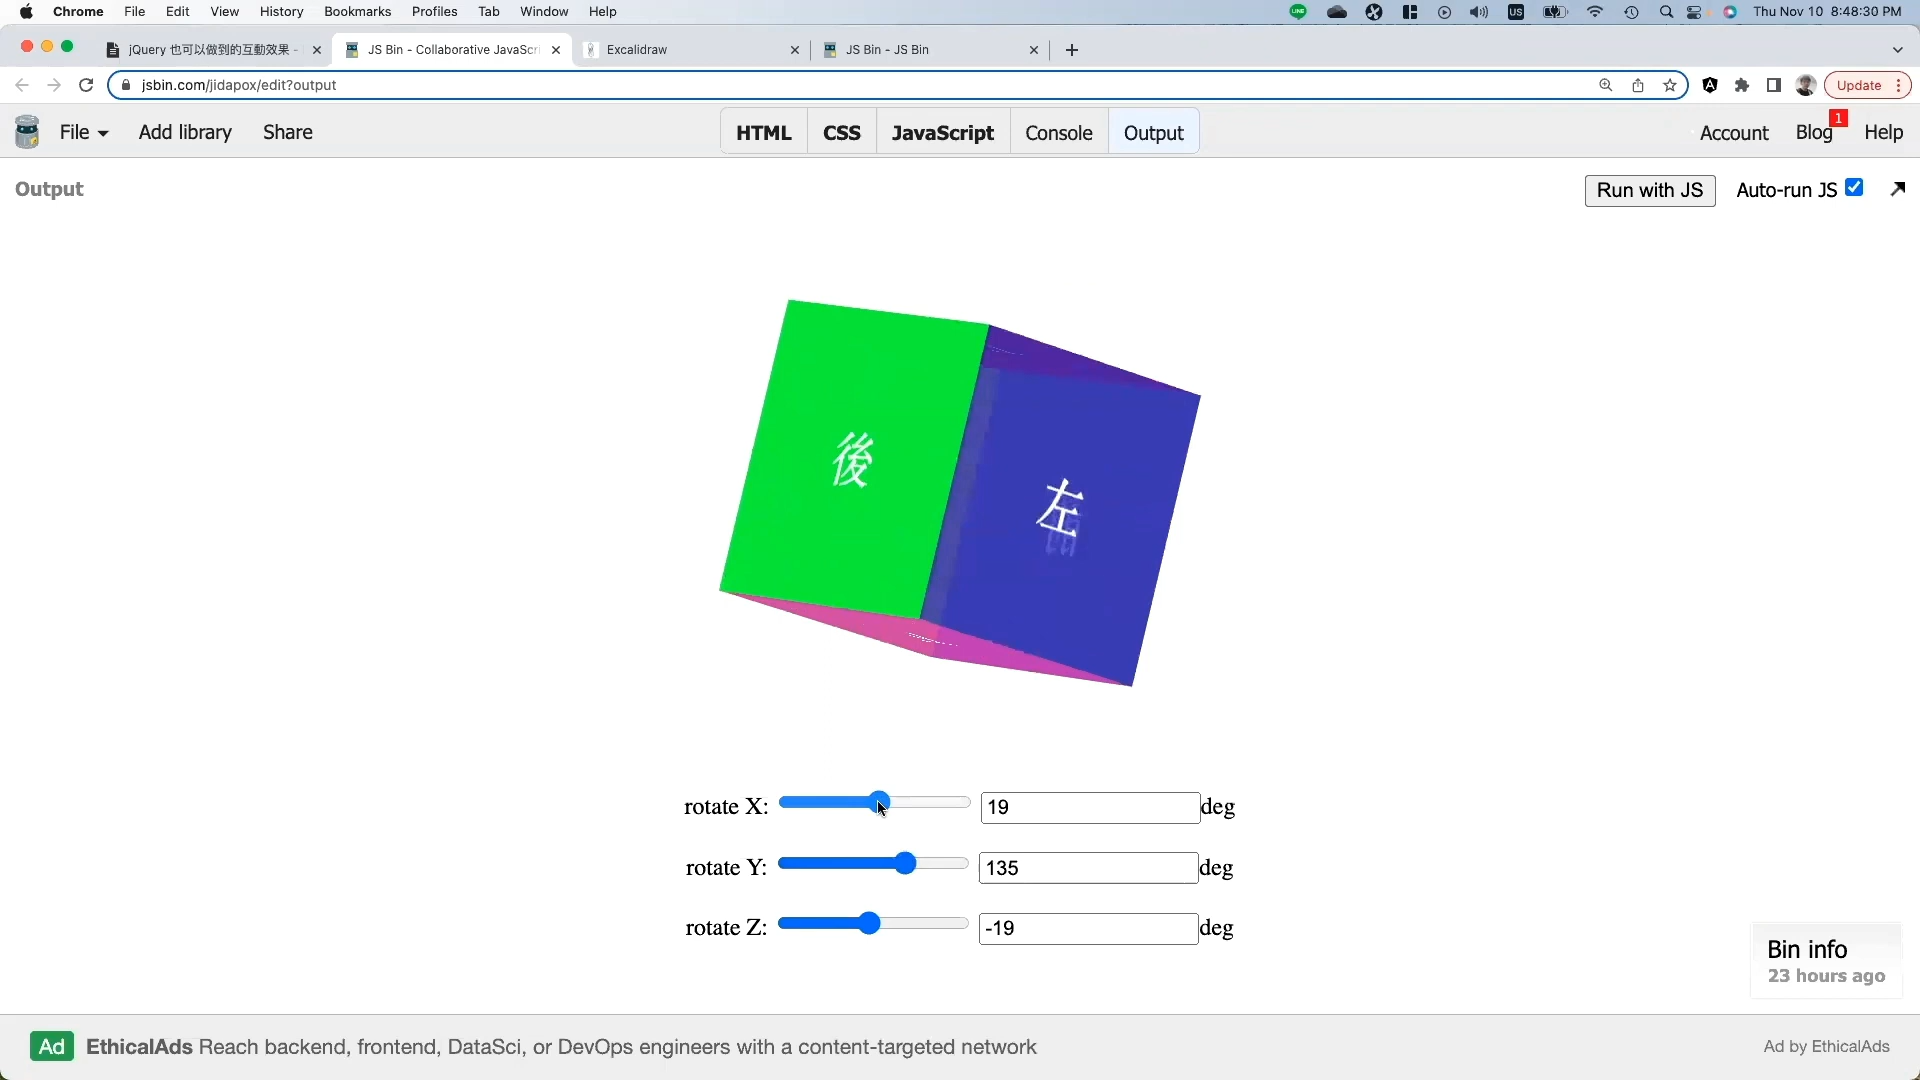 Chrome File Edit View History Bookmarks Profiles Tab Window Help
US
Thu Nov 10 8:48:30 PM
jQuery 也可以做到的互動效果 -
JS Bin - Collaborative JavaScri
Excalidraw
JS Bin - JS Bin
jsbin.com/jidapox/edit?output
Update
File Add library Share
HTML CSS JavaScript Console Output
Account Blog 1 Help
Output
Run with JS Auto-run JS
後
左
rotate X: 19 deg
rotate Y: 135 deg
rotate Z: -19 deg
Bin info
23 hours ago
Ad EthicalAds Reach backend, frontend, DataSci, or DevOps engineers with a content-targeted network
Ad by EthicalAds